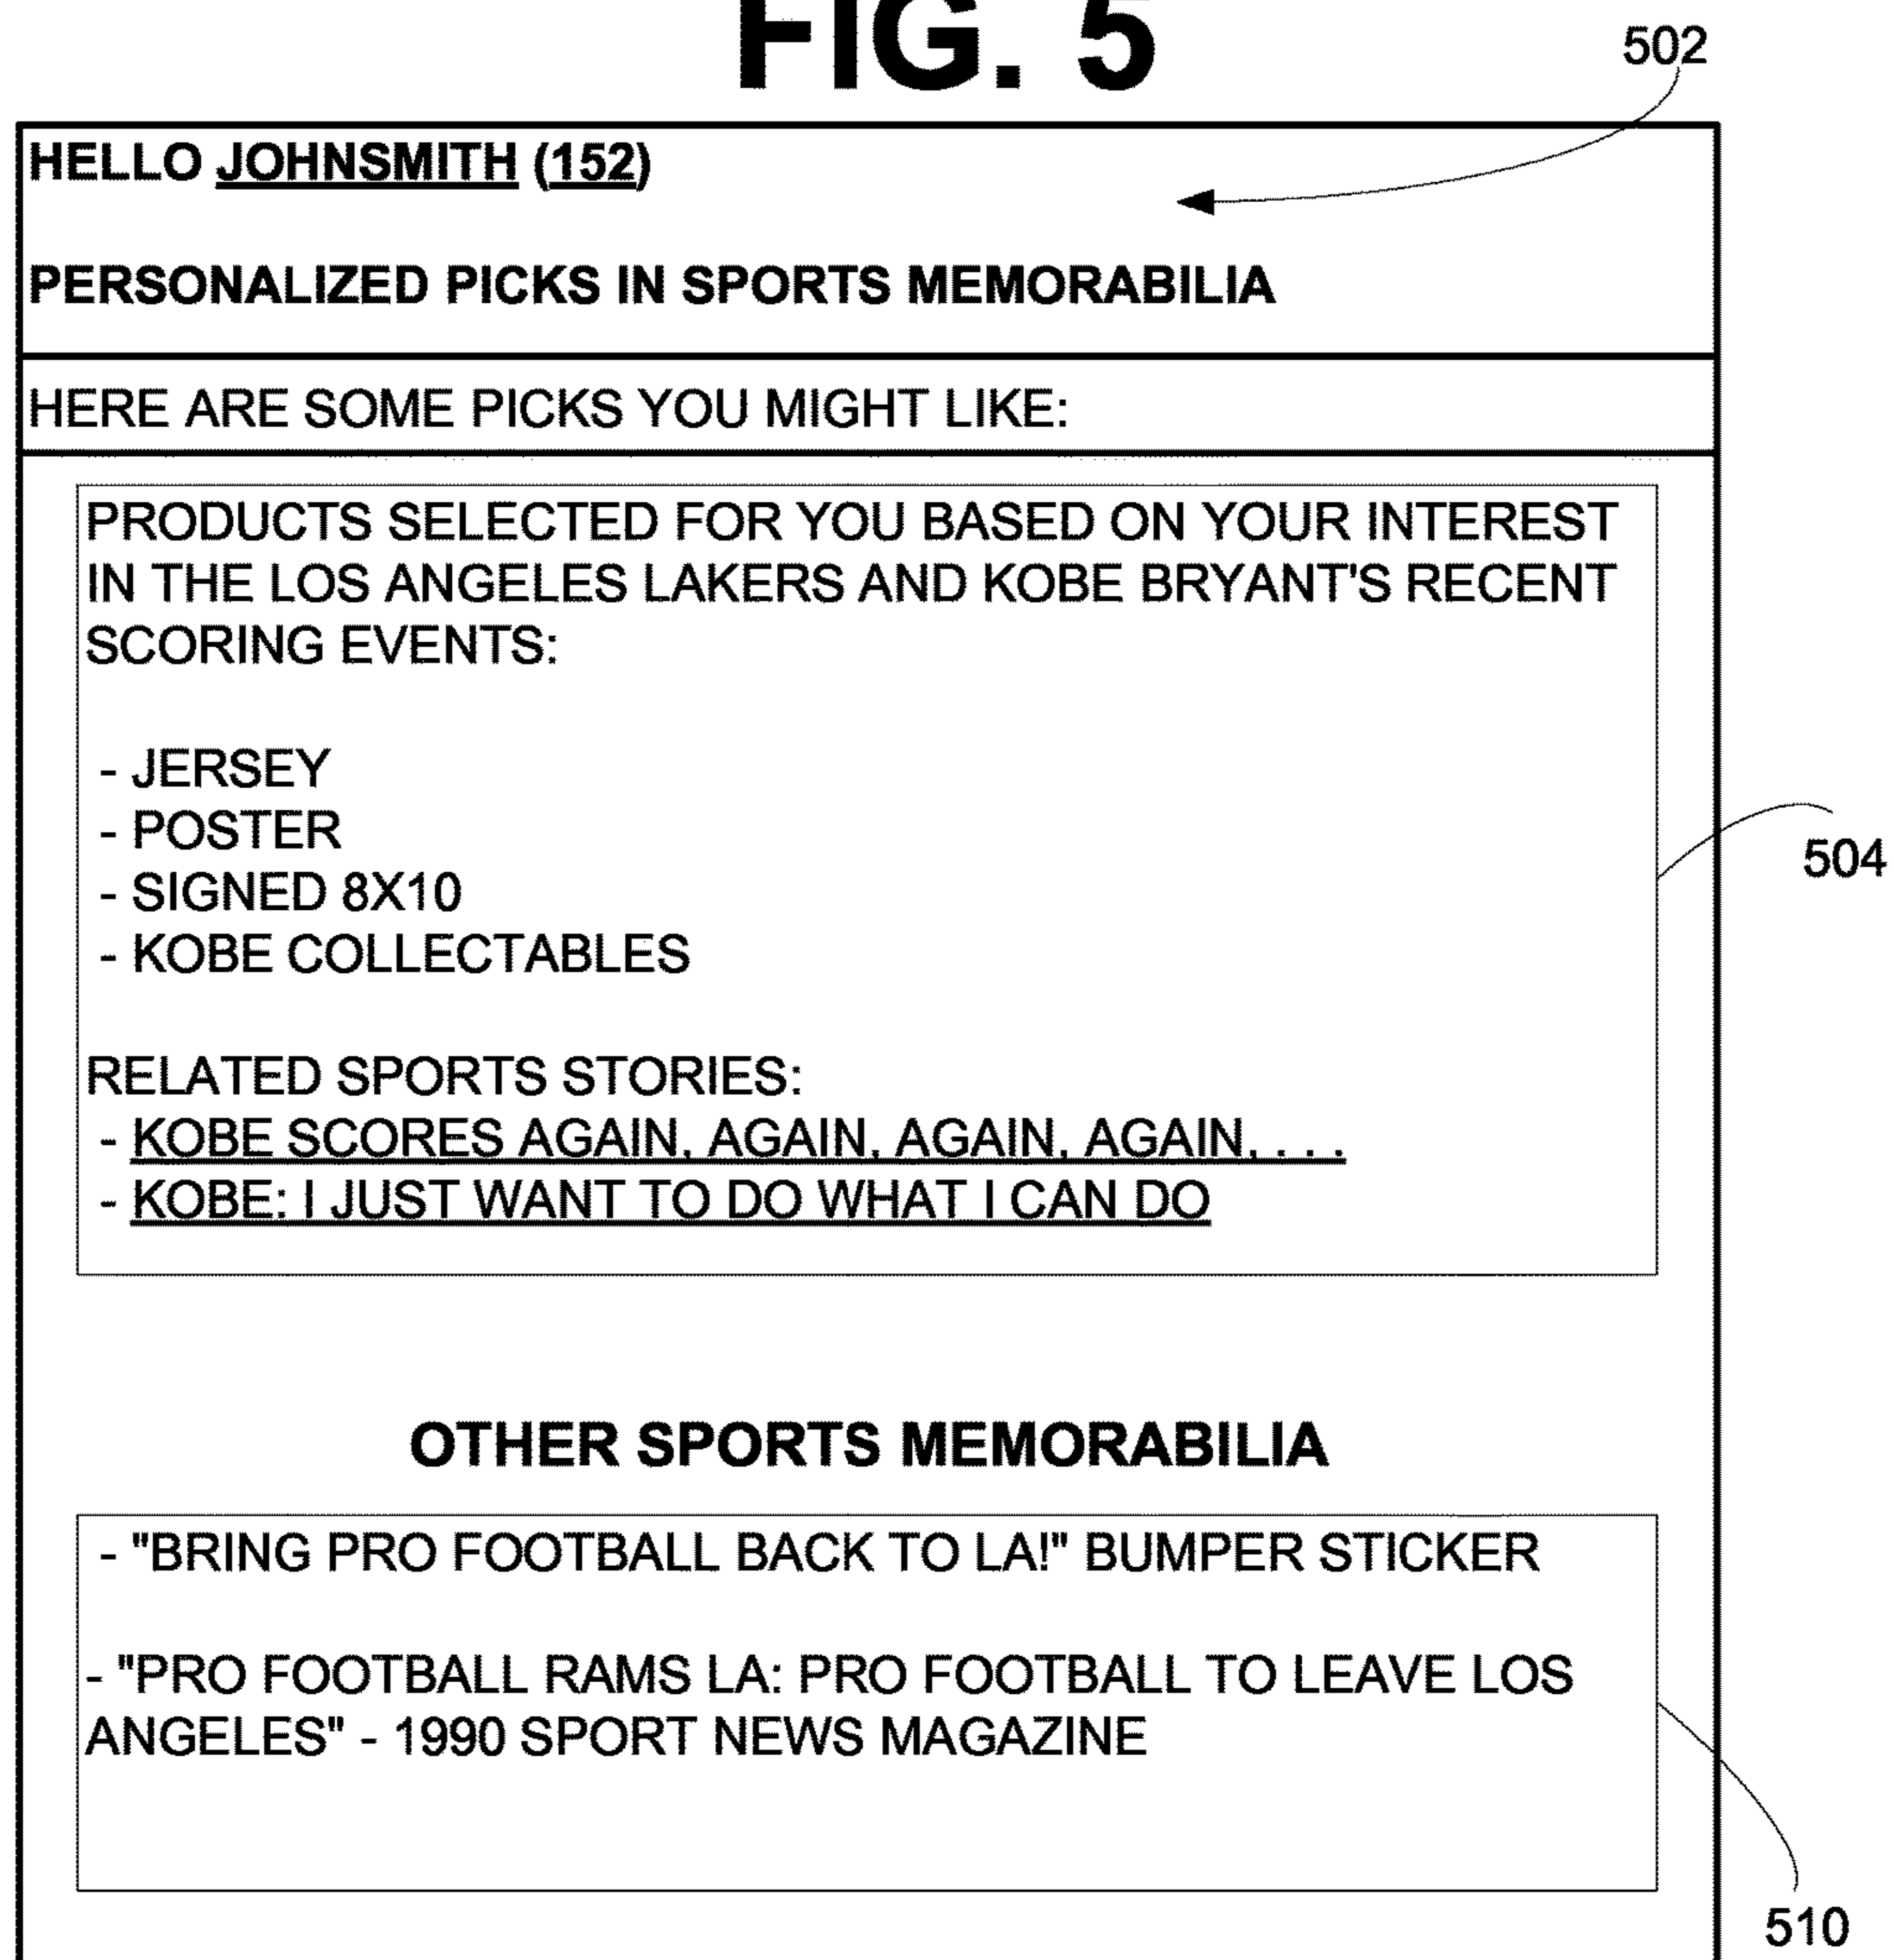 FIG. 5
502
HELLO JOHNSMITH (152)
PERSONALIZED PICKS IN SPORTS MEMORABILIA
HERE ARE SOME PICKS YOU MIGHT LIKE:
PRODUCTS SELECTED FOR YOU BASED ON YOUR INTEREST
IN THE LOS ANGELES LAKERS AND KOBE BRYANT'S RECENT
SCORING EVENTS:
- JERSEY
- POSTER
- SIGNED 8X10
- KOBE COLLECTABLES
504
RELATED SPORTS STORIES:
- KOBE SCORES AGAIN, AGAIN, AGAIN, AGAIN, . . .
- KOBE: I JUST WANT TO DO WHAT I CAN DO
OTHER SPORTS MEMORABILIA
- "BRING PRO FOOTBALL BACK TO LA!" BUMPER STICKER
- "PRO FOOTBALL RAMS LA: PRO FOOTBALL TO LEAVE LOS
ANGELES" - 1990 SPORT NEWS MAGAZINE
510